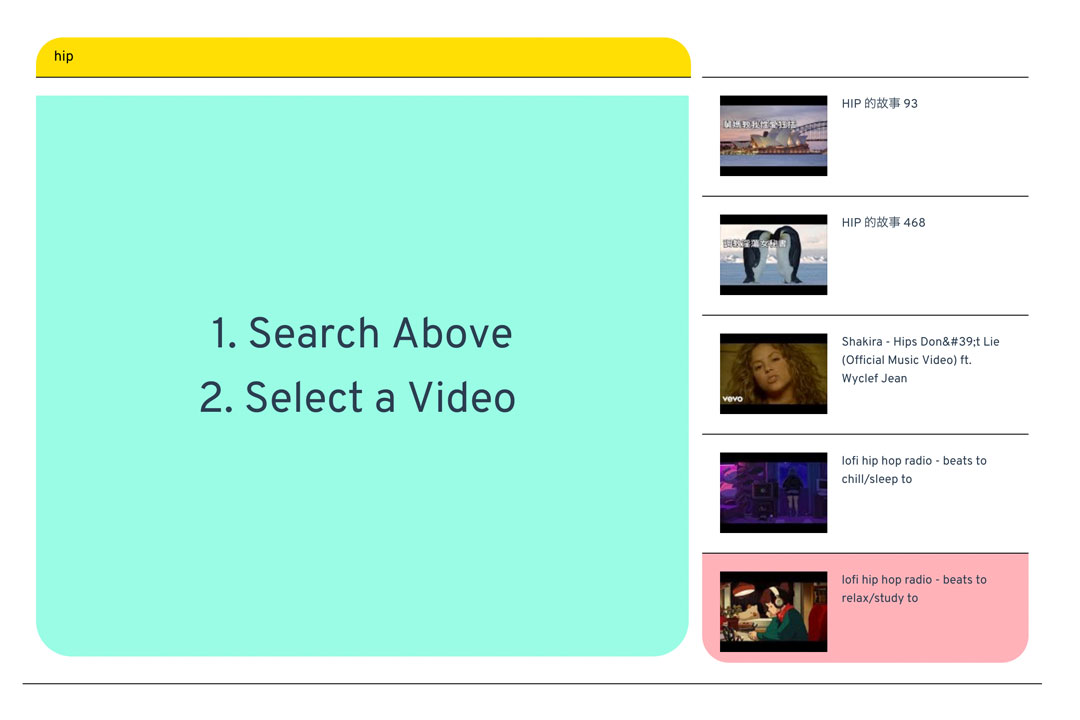 hip
1. Search Above
2. Select a Video
HIP 的故事 93
HIP 的故事 468
Shakira - Hips Don&#39;t Lie
(Official Music Video) ft.
Wyclef Jean
vevo
lofi hip hop radio - beats to
chill/sleep to
lofi hip hop radio - beats to
relax/study to